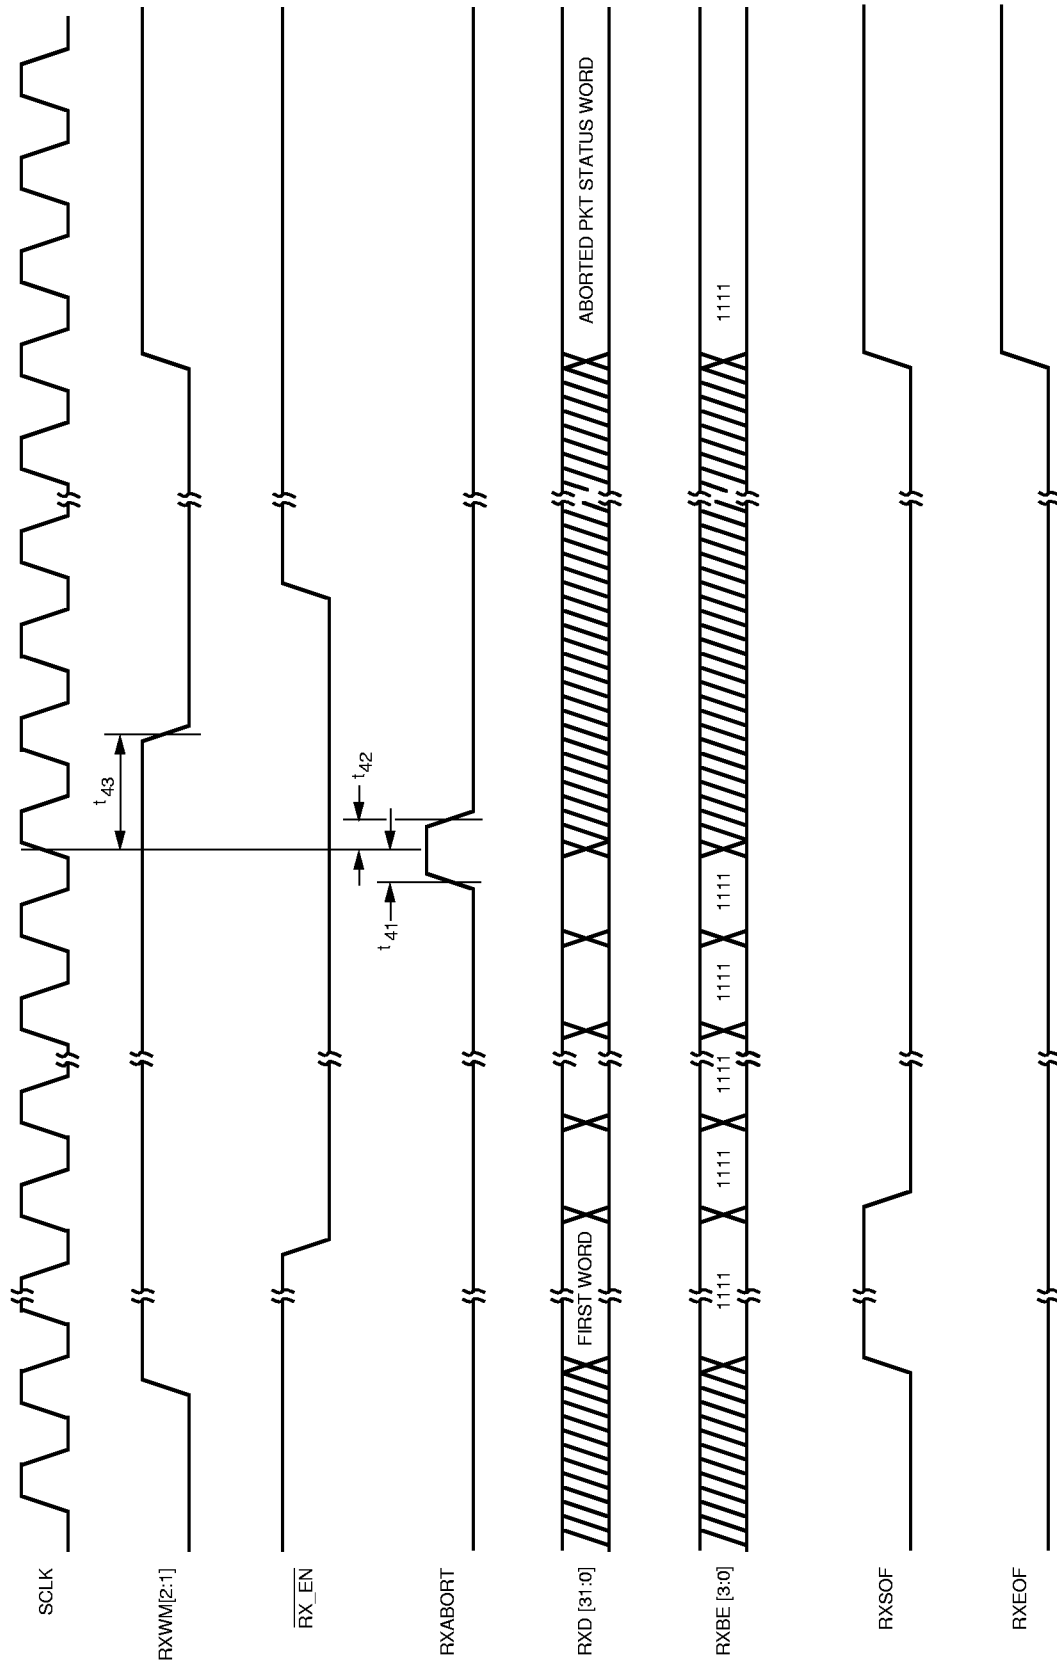 SCLK
RXWM[2:1]
t43
RX_EN
t42
RXABORT
t41
RXD [31:0]
FIRST WORD
ABORTED PKT STATUS WORD
RXBE [3:0]
1111
1111
1111
1111
1111
1111
RXSOF
RXEOF